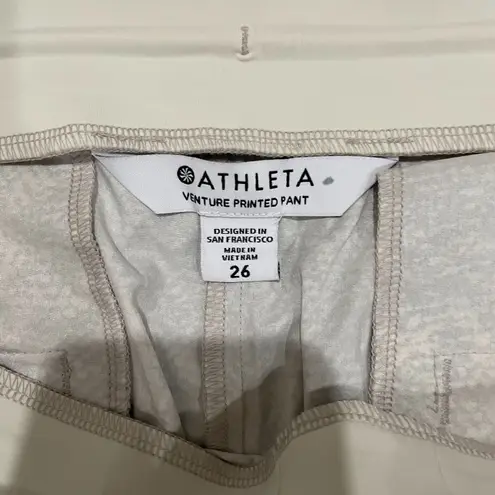 ATHLETA
VENTURE PRINTED PANT
DESIGNED IN
SAN FRANCISCO
MADE IN
VIETNAM
26